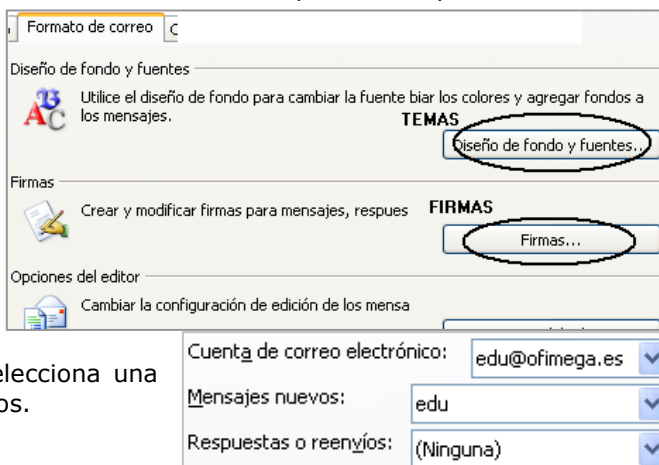 Formato de correo
Diseño de fondo y fuentes
Utilice el diseño de fondo para cambiar la fuente biar los colores y agregar fondos a
los mensajes.
TEMAS
Diseño de fondo y fuentes...
Firmas
Crear y modificar firmas para mensajes, respues
FIRMAS
Firmas...
Opciones del editor
Cambiar la configuración de edición de los mensa
elecciona una
os.
Cuenta de correo electrónico: edu@ofimega.es
Mensajes nuevos: edu
Respuestas o reenvíos: (Ninguna)